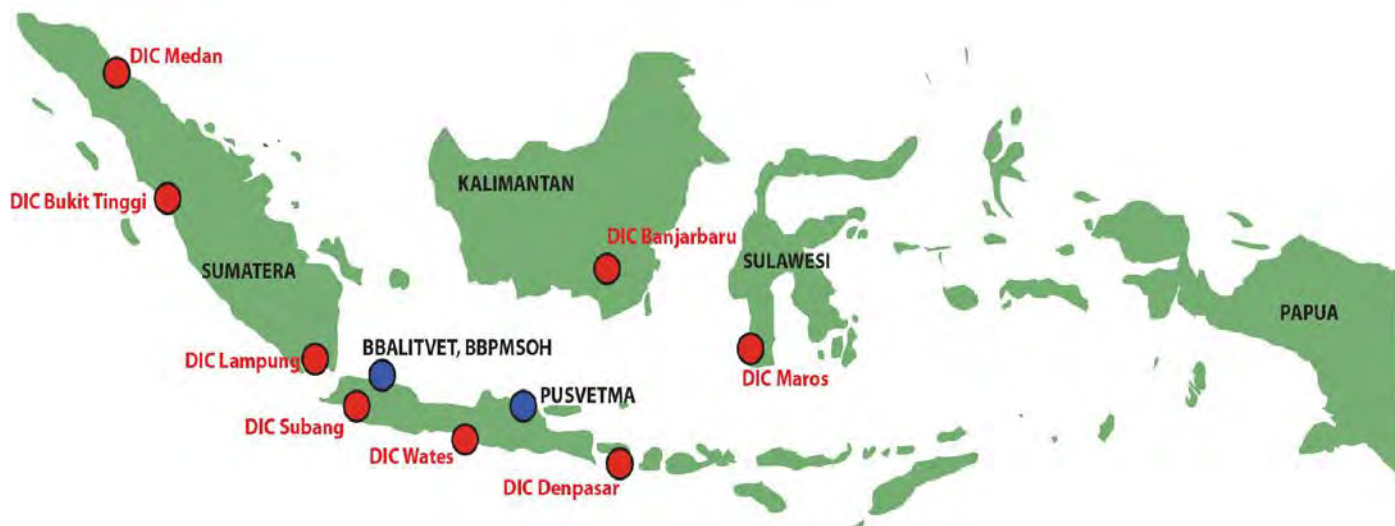 DIC Medan
KALIMANTAN
DIC Bukit Tinggi
DIC Banjarbaru
SUMATERA
SULAWESI
PAPUA
BBALITVET, BBPMSOH
DIC Lampung
DIC Maros
PUSVETMA
DIC Subang
DIC Wates
DIC Denpasar